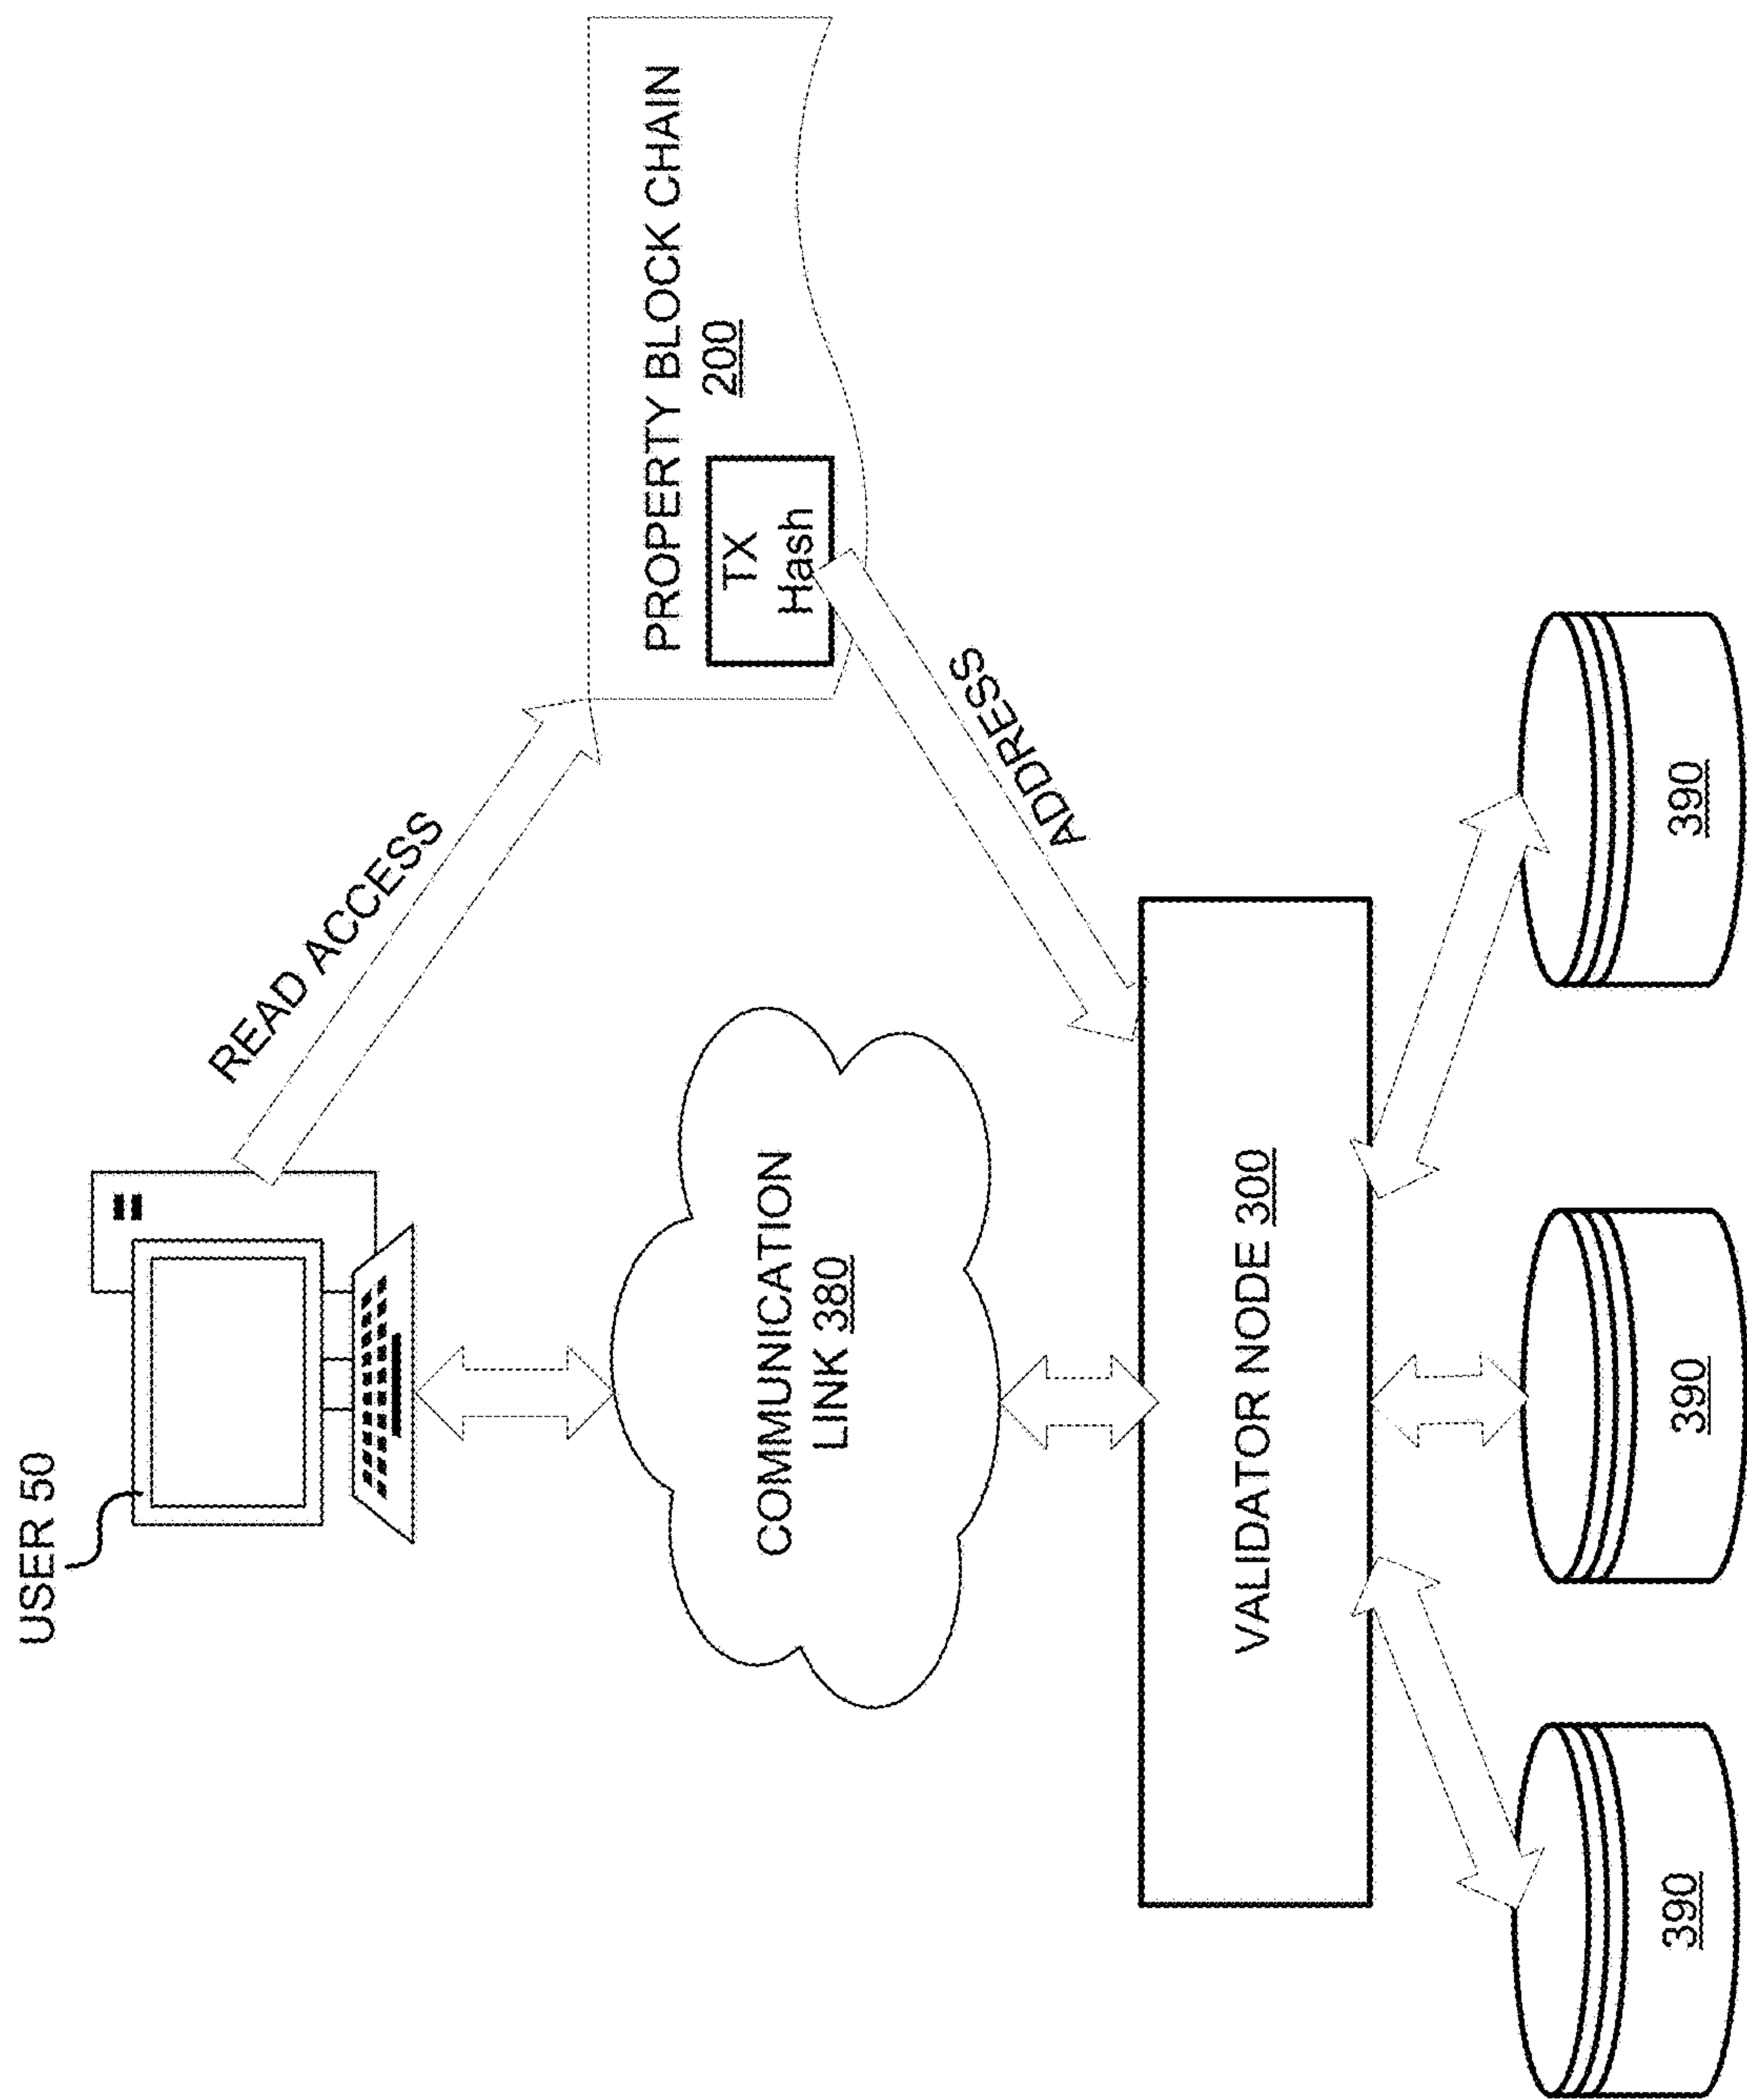 USER 50
READ ACCESS
PROPERTY BLOCK CHAIN
200
TX
Hash
COMMUNICATION
LINK 380
ADDRESS
VALIDATOR NODE 300
390
390
390